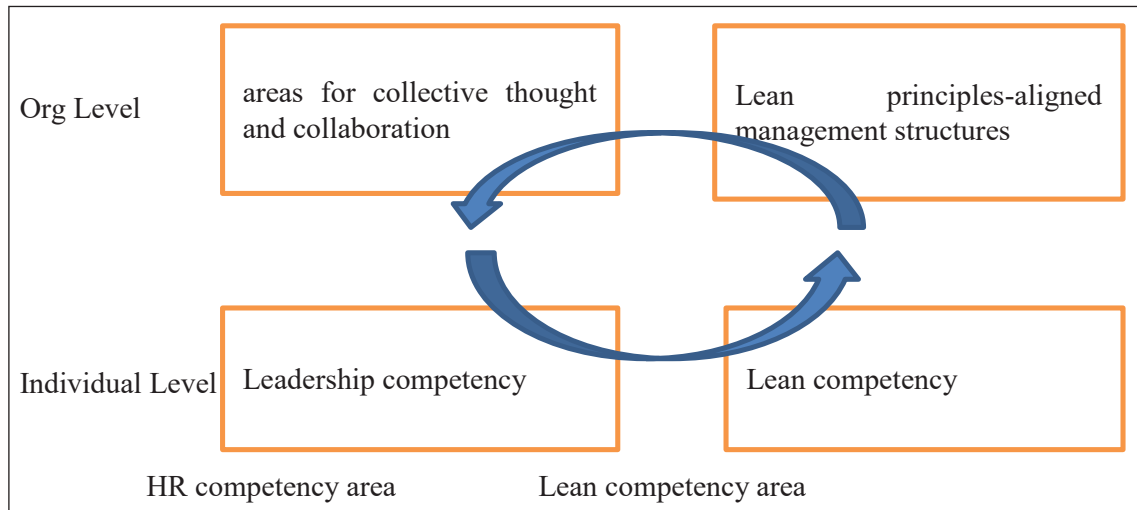 Org Level
areas for collective thought
and collaboration
Lean principles-aligned
management structures
Individual Level
Leadership competency
Lean competency
HR competency area
Lean competency area